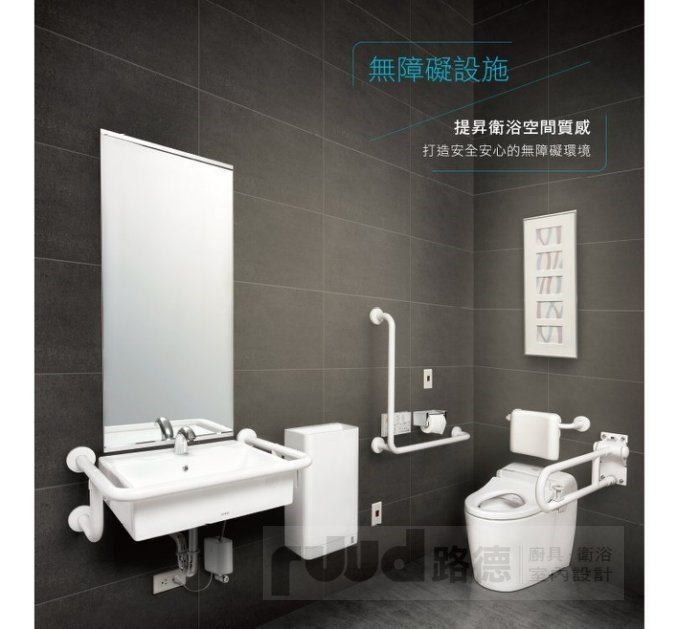 無障礙設施
提昇衛浴空間質感
打造安全安心的無障礙環境
ruud 路德
廚具 衛浴
室內設計